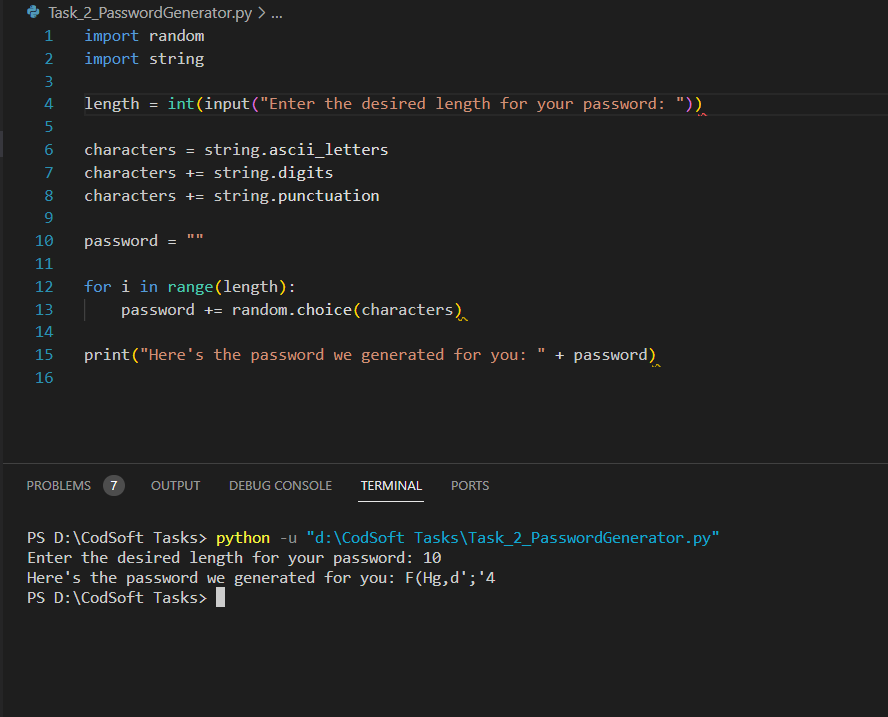 Task_2_PasswordGenerator.py > ...
1 import random
2 import string
3
4 length = int(input("Enter the desired length for your password: "))
5
6 characters = string.ascii_letters
7 characters += string.digits
8 characters += string.punctuation
9
10 password = ""
11
12 for i in range(length):
13     password += random.choice(characters)
14
15 print("Here's the password we generated for you: " + password)
16
PROBLEMS 7 OUTPUT DEBUG CONSOLE TERMINAL PORTS
PS D:\CodSoft Tasks> python -u "d:\CodSoft Tasks\Task_2_PasswordGenerator.py"
Enter the desired length for your password: 10
Here's the password we generated for you: F(Hg,d';'4
PS D:\CodSoft Tasks>